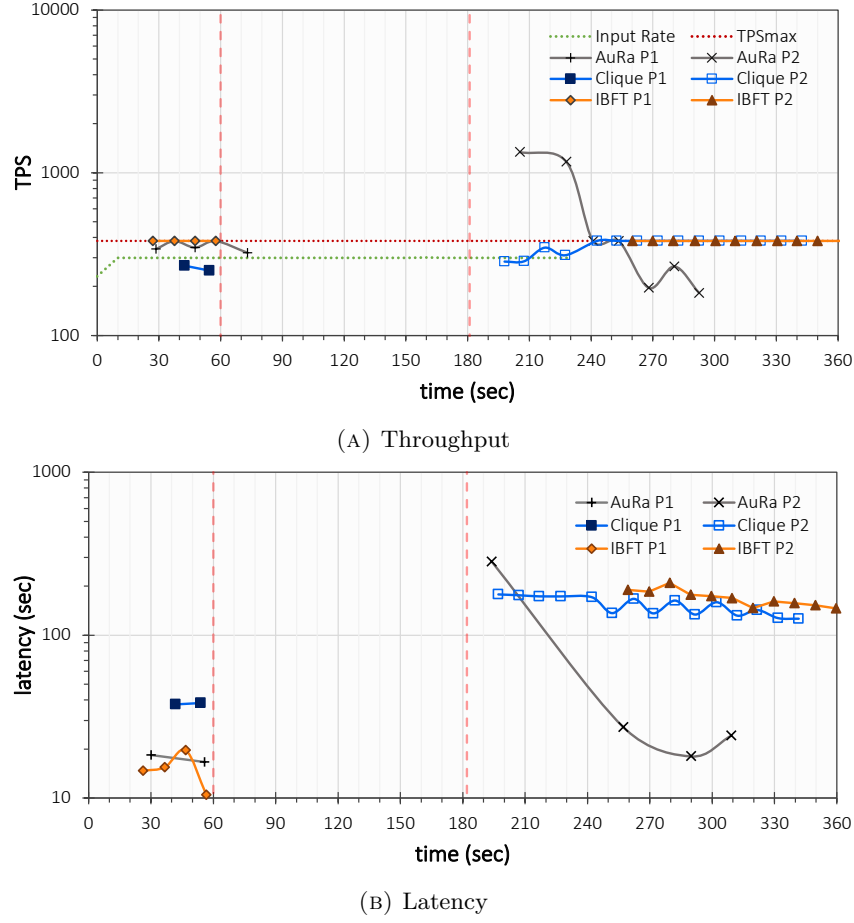 10000
Input Rate TPSmax
AuRa P1 AuRa P2
Clique P1 Clique P2
IBFT P1 IBFT P2
1000
TPS
100
0 30 60 90 120 150 180 210 240 270 300 330 360
time (sec)
(A) Throughput
1000
AuRa P1 AuRa P2
Clique P1 Clique P2
IBFT P1 IBFT P2
100
latency (sec)
10
0 30 60 90 120 150 180 210 240 270 300 330 360
time (sec)
(B) Latency